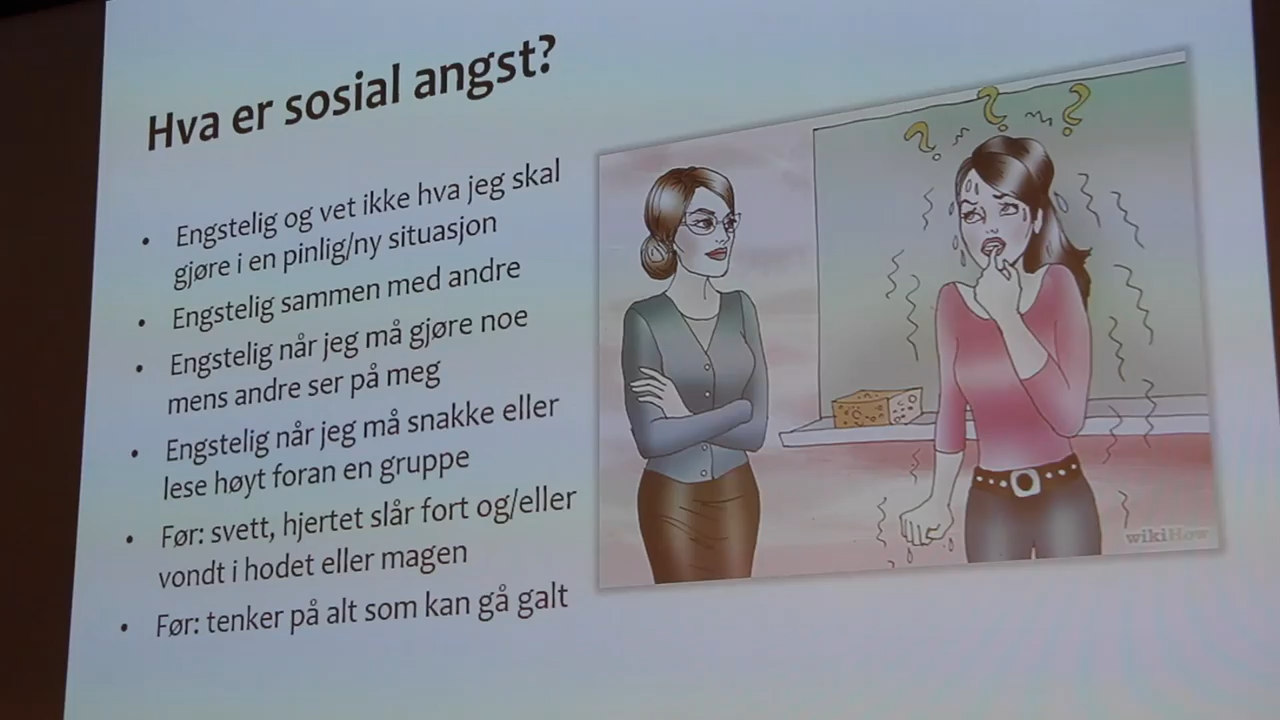 Hva er sosial angst?
• Engstelig og vet ikke hva jeg skal
gjøre i en pinlig/ny situasjon
• Engstelig sammen med andre
• Engstelig når jeg må gjøre noe
mens andre ser på meg
• Engstelig når jeg må snakke eller
lese høyt foran en gruppe
• Før: svett, hjertet slår fort og/eller
vondt i hodet eller magen
• Før: tenker på alt som kan gå galt
? ? ?
wikiHow